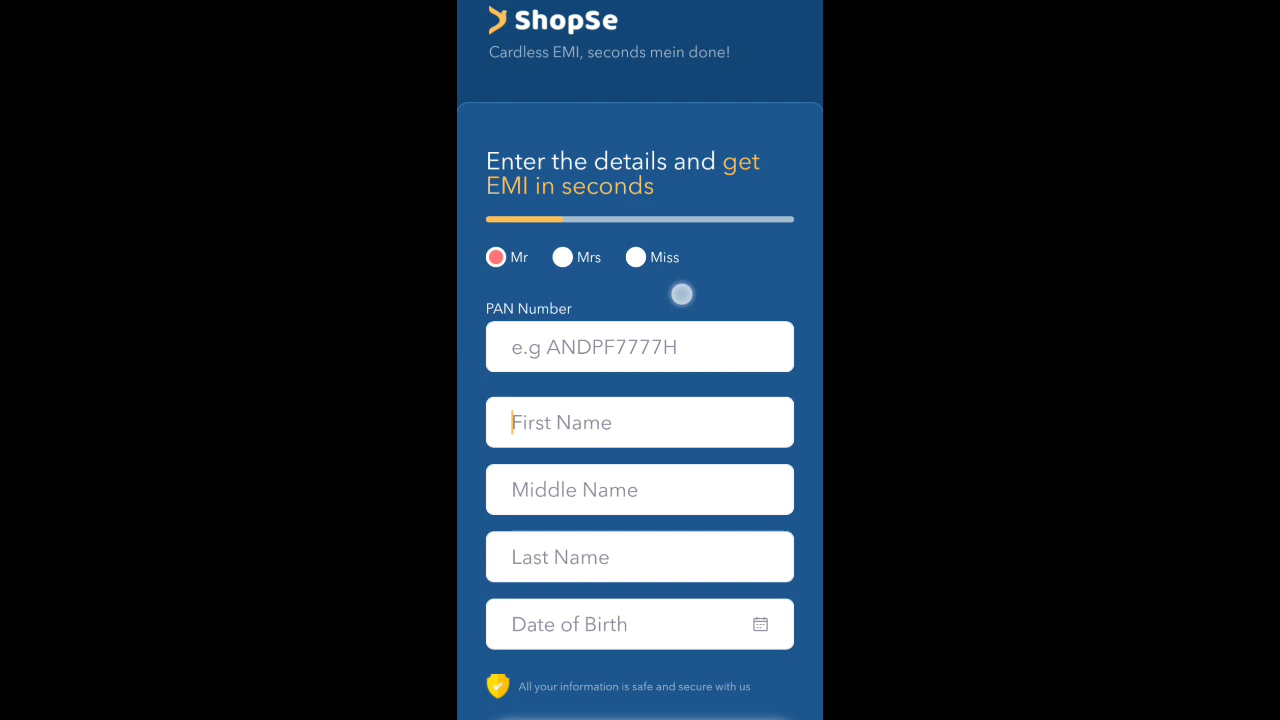 ShopSe
Cardless EMI, seconds mein done!
Enter the details and get
EMI in seconds
Mr Mrs Miss
PAN Number
e.g ANDPF7777H
First Name
Middle Name
Last Name
Date of Birth
All your information is safe and secure with us